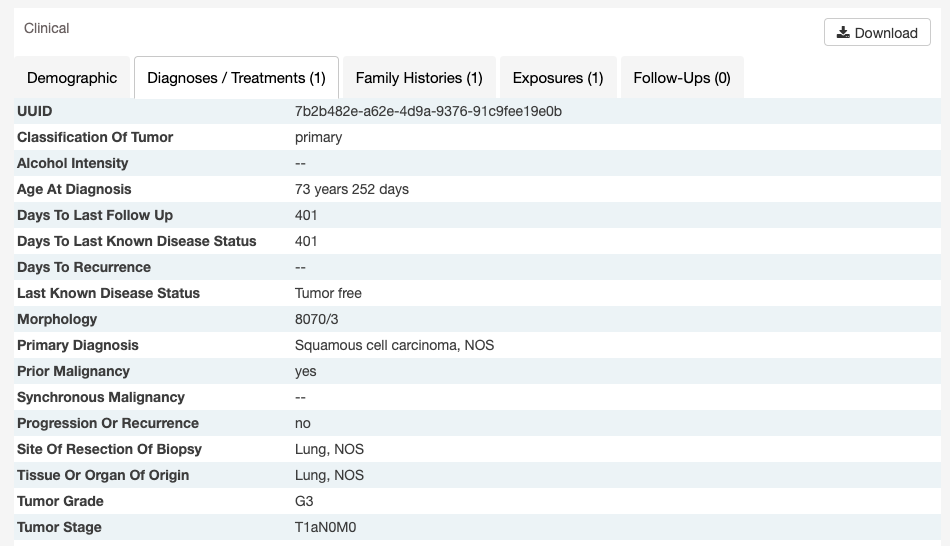 Clinical
Download
Demographic Diagnoses / Treatments (1) Family Histories (1) Exposures (1) Follow-Ups (0)
UUID 7b2b482e-a62e-4d9a-9376-91c9fee19e0b
Classification Of Tumor primary
Alcohol Intensity --
Age At Diagnosis 73 years 252 days
Days To Last Follow Up 401
Days To Last Known Disease Status 401
Days To Recurrence --
Last Known Disease Status Tumor free
Morphology 8070/3
Primary Diagnosis Squamous cell carcinoma, NOS
Prior Malignancy yes
Synchronous Malignancy --
Progression Or Recurrence no
Site Of Resection Of Biopsy Lung, NOS
Tissue Or Organ Of Origin Lung, NOS
Tumor Grade G3
Tumor Stage T1aN0M0